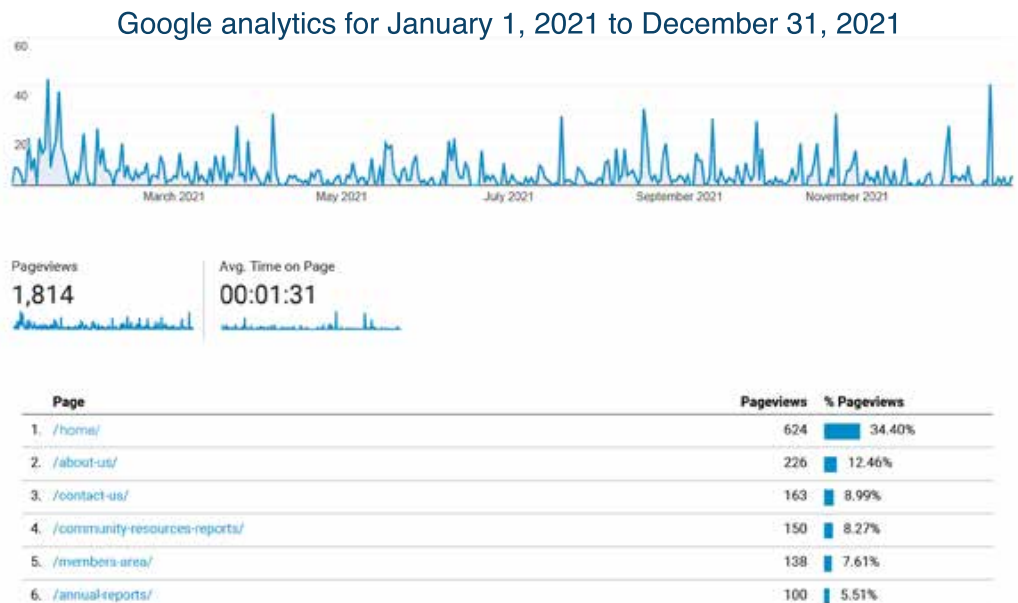 Google analytics for January 1, 2021 to December 31, 2021
60
40
20
March 2021 May 2021 July 2021 September 2021 November 2021
Pageviews Avg. Time on Page
1,814 00:01:31
Page Pageviews % Pageviews
1. /home/ 624 34.40%
2. /about-us/ 226 12.46%
3. /contact-us/ 163 8.99%
4. /community-resources-reports/ 150 8.27%
5. /members-area/ 138 7.61%
6. /annual-reports/ 100 5.51%